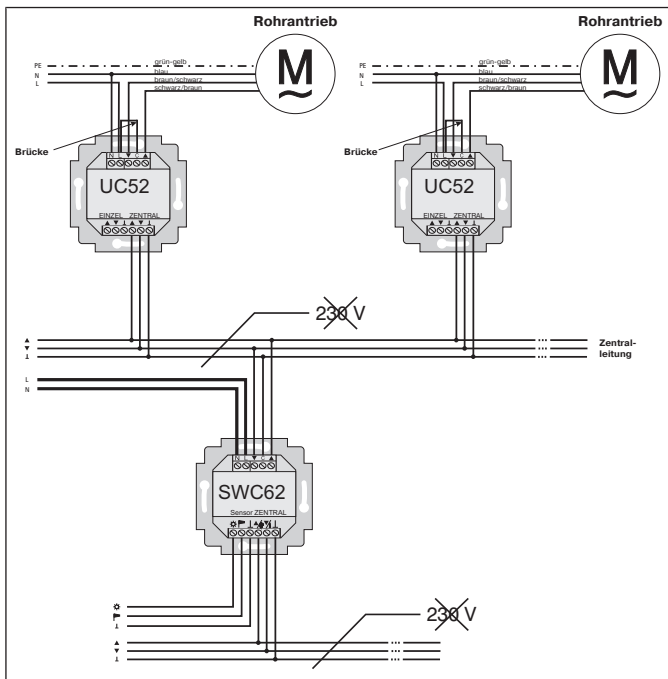 Rohrantrieb Rohrantrieb
PE grün-gelb PE grün-gelb
N blau N blau
L braun/schwarz L braun/schwarz
schwarz/braun schwarz/braun
M M
Brücke Brücke
N L ▼ C ▲ N L ▼ C ▲
UC52 UC52
EINZEL ZENTRAL EINZEL ZENTRAL
▲ ▼ ⊥ ▲ ▼ ⊥ ▲ ▼ ⊥ ▲ ▼ ⊥
230 V
▲
▼
⊥
Zentral-
leitung
L
N
N L ▼ C ▲
SWC62
Sensor ZENTRAL
230 V
▲
▼
⊥